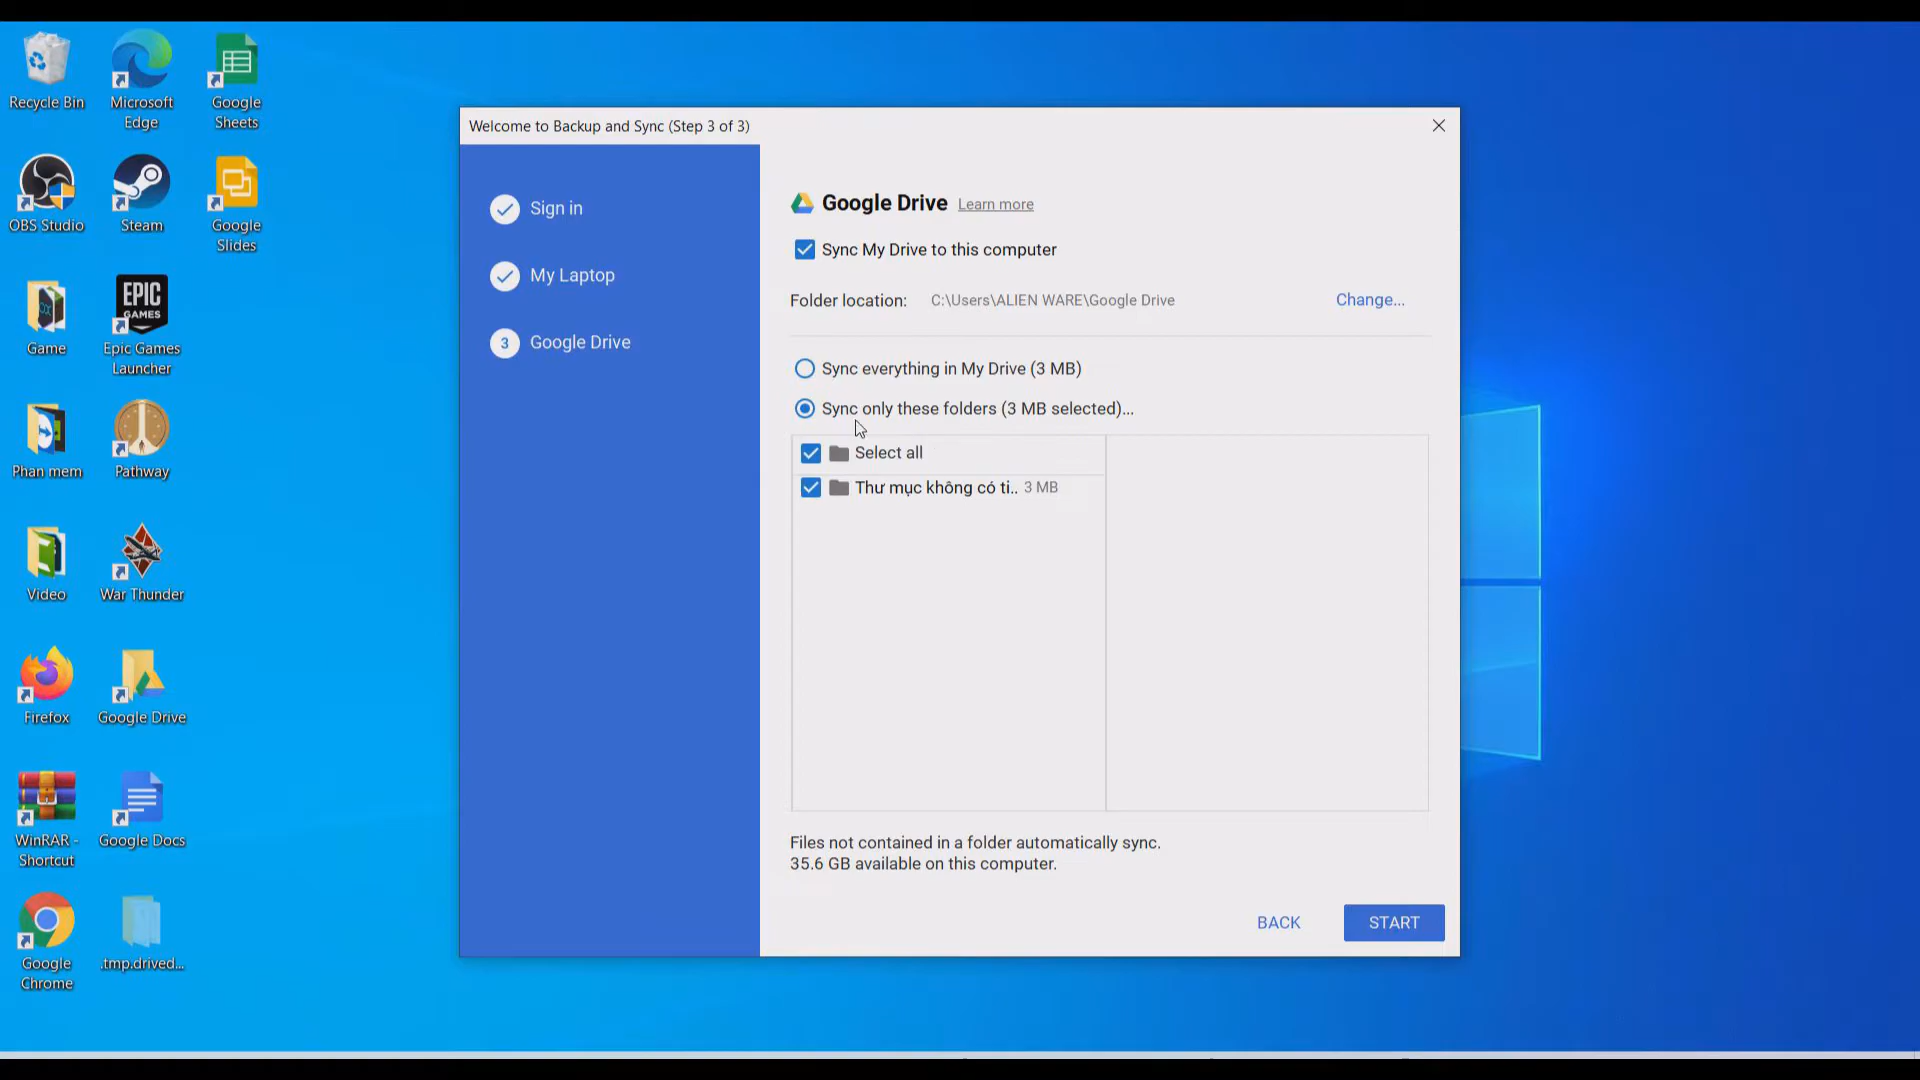 Recycle Bin
Microsoft
Edge
Google
Sheets
OBS Studio
Steam
Google
Slides
Game
EPIC
GAMES
Epic Games
Launcher
Phan mem
Pathway
Video
War Thunder
Firefox
Google Drive
WinRAR -
Shortcut
Google Docs
Google
Chrome
.tmp.drived...
Welcome to Backup and Sync (Step 3 of 3)
Sign in
My Laptop
3 Google Drive
Google Drive Learn more
Sync My Drive to this computer
Folder location: C:\Users\ALIEN WARE\Google Drive Change...
Sync everything in My Drive (3 MB)
Sync only these folders (3 MB selected)...
Select all
Thư mục không có ti.. 3 MB
Files not contained in a folder automatically sync.
35.6 GB available on this computer.
BACK START